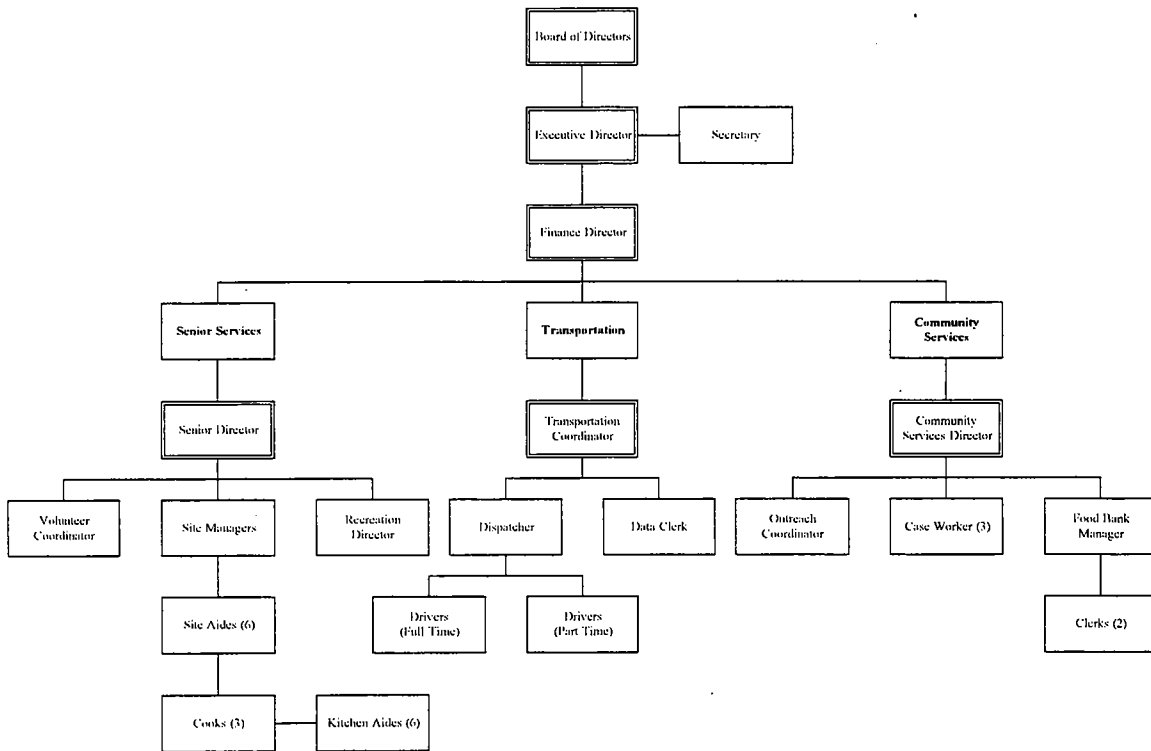 Board of Directors
Executive Director
Secretary
Finance Director
Senior Services
Transportation
Community
Services
Senior Director
Transportation
Coordinator
Community
Services Director
Volunteer
Coordinator
Site Managers
Recreation
Director
Dispatcher
Data Clerk
Outreach
Coordinator
Case Worker (3)
Food Bank
Manager
Site Aides (6)
Drivers
(Full Time)
Drivers
(Part Time)
Clerks (2)
Cooks (3)
Kitchen Aides (6)